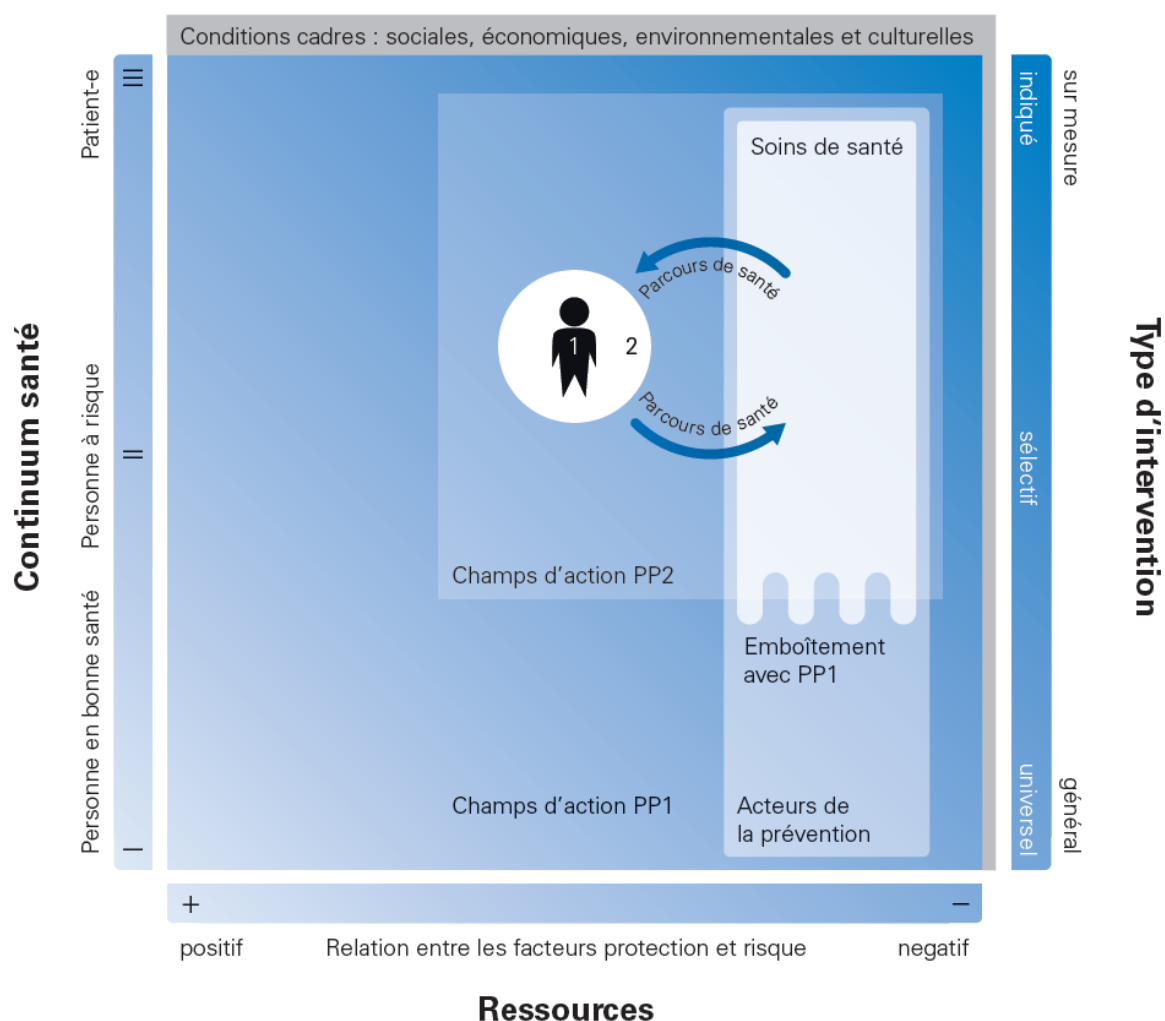 Conditions cadres : sociales, économiques, environnementales et culturelles
Continuum santé
Patient-e
Personne à risque
Personne en bonne santé
III
II
I
Soins de santé
Parcours de santé
1
2
Parcours de santé
Champs d'action PP2
Emboîtement
avec PP1
Champs d'action PP1
Acteurs de
la prévention
indiqué
sélectif
universel
sur mesure
général
Type d'intervention
+
−
positif
Relation entre les facteurs protection et risque
negatif
Ressources